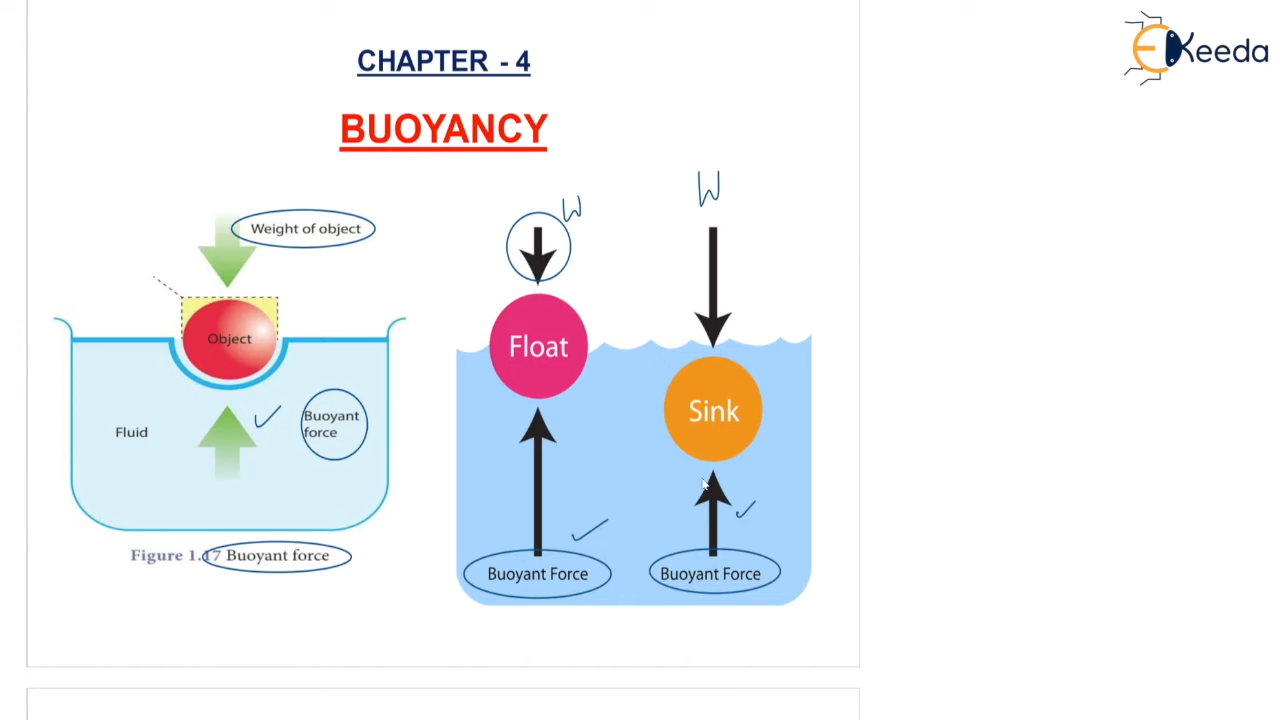 Keeda
CHAPTER - 4
BUOYANCY
W
W
Weight of object
Object
Float
Sink
Buoyant
force
Fluid
Buoyant Force
Buoyant Force
Figure 1.17 Buoyant force